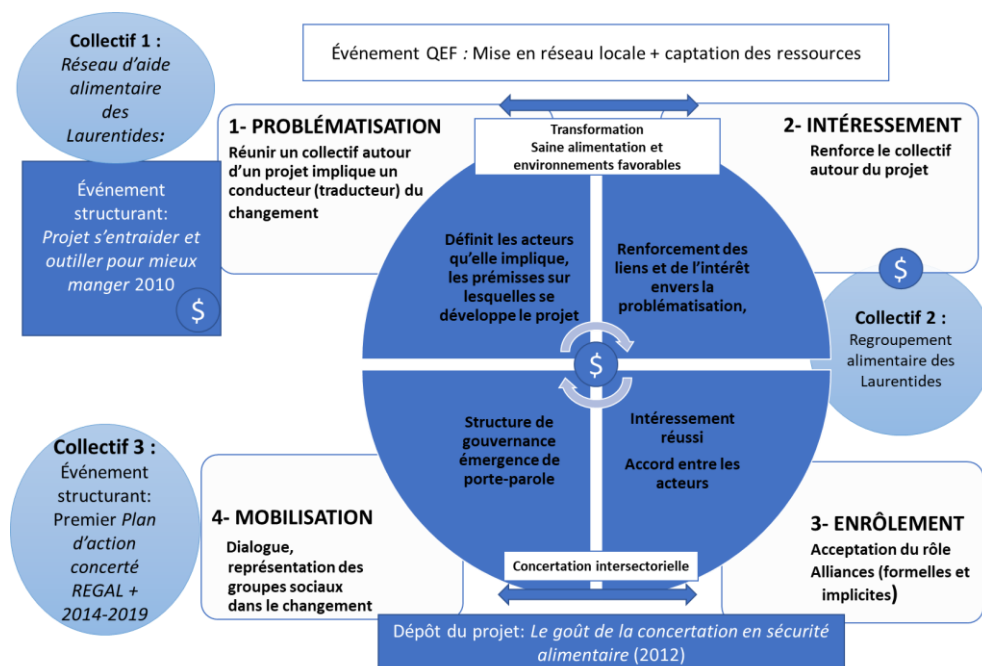 Collectif 1 :
Réseau d'aide
alimentaire
des
Laurentides:
Événement QEF : Mise en réseau locale + captation des ressources
1- PROBLÉMATISATION
Réunir un collectif autour
d'un projet implique un
conducteur (traducteur) du
changement
Transformation
Saine alimentation et
environnements favorables
2- INTÉRESSEMENT
Renforce le collectif
autour du projet
Événement
structurant:
Projet s'entraider et
outiller pour mieux
manger 2010
$
Définit les acteurs
qu'elle implique,
les prémisses sur
lesquelles se
développe le projet
Renforcement des
liens et de l'intérêt
envers la
problématisation,
$
Collectif 2 :
Regroupement
alimentaire des
Laurentides
$
Structure de
gouvernance
émergence de
porte-parole
Intéressement
réussi
Accord entre les
acteurs
Collectif 3 :
Événement
structurant:
Premier Plan
d'action
concerté
REGAL +
2014-2019
4- MOBILISATION
Dialogue,
représentation des
groupes sociaux
dans le changement
3- ENRÔLEMENT
Acceptation du rôle
Alliances (formelles et
implicites)
Concertation intersectorielle
Dépôt du projet: Le goût de la concertation en sécurité
alimentaire (2012)